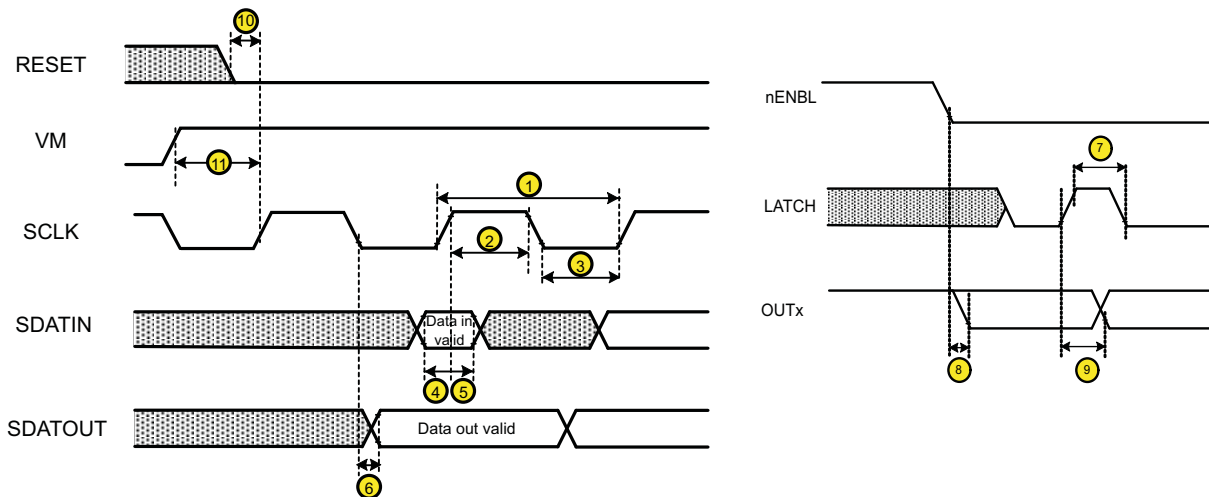 10
RESET
VM
11
1
SCLK
2
3
SDATIN
Data in
valid
4
5
SDATOUT
Data out valid
6
nENBL
7
LATCH
OUTx
8
9